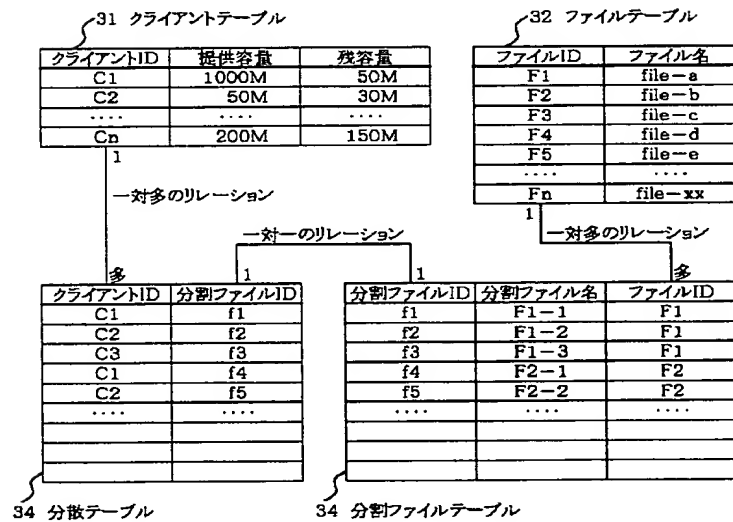 31 クライアントテーブル
クライアントID 提供容量 残容量
C1 1000M 50M
C2 50M 30M
‥‥ ‥‥ ‥‥
Cn 200M 150M
32 ファイルテーブル
ファイルID ファイル名
F1 file-a
F2 file-b
F3 file-c
F4 file-d
F5 file-e
‥‥ ‥‥
Fn file-xx
1
一対多のリレーション
多
1
一対一のリレーション
1
1
一対多のリレーション
多
クライアントID 分割ファイルID
C1 f1
C2 f2
C3 f3
C1 f4
C2 f5
‥‥ ‥‥
34 分散テーブル
分割ファイルID 分割ファイル名 ファイルID
f1 F1-1 F1
f2 F1-2 F1
f3 F1-3 F1
f4 F2-1 F2
f5 F2-2 F2
‥‥ ‥‥ ‥‥
34 分割ファイルテーブル